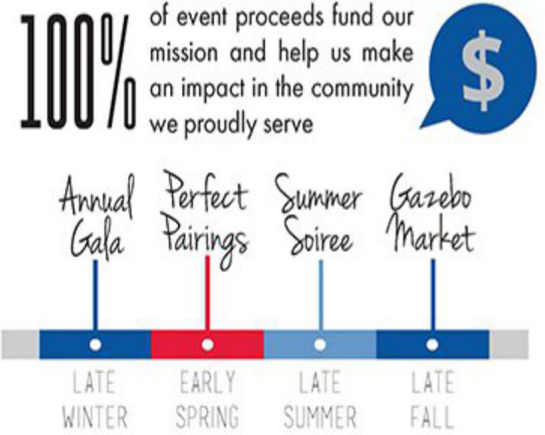 100%
of event proceeds fund our
mission and help us make
an impact in the community
we proudly serve
$
Annual
Gala
Perfect
Pairings
Summer
Soiree
Gazebo
Market
LATE
WINTER
EARLY
SPRING
LATE
SUMMER
LATE
FALL